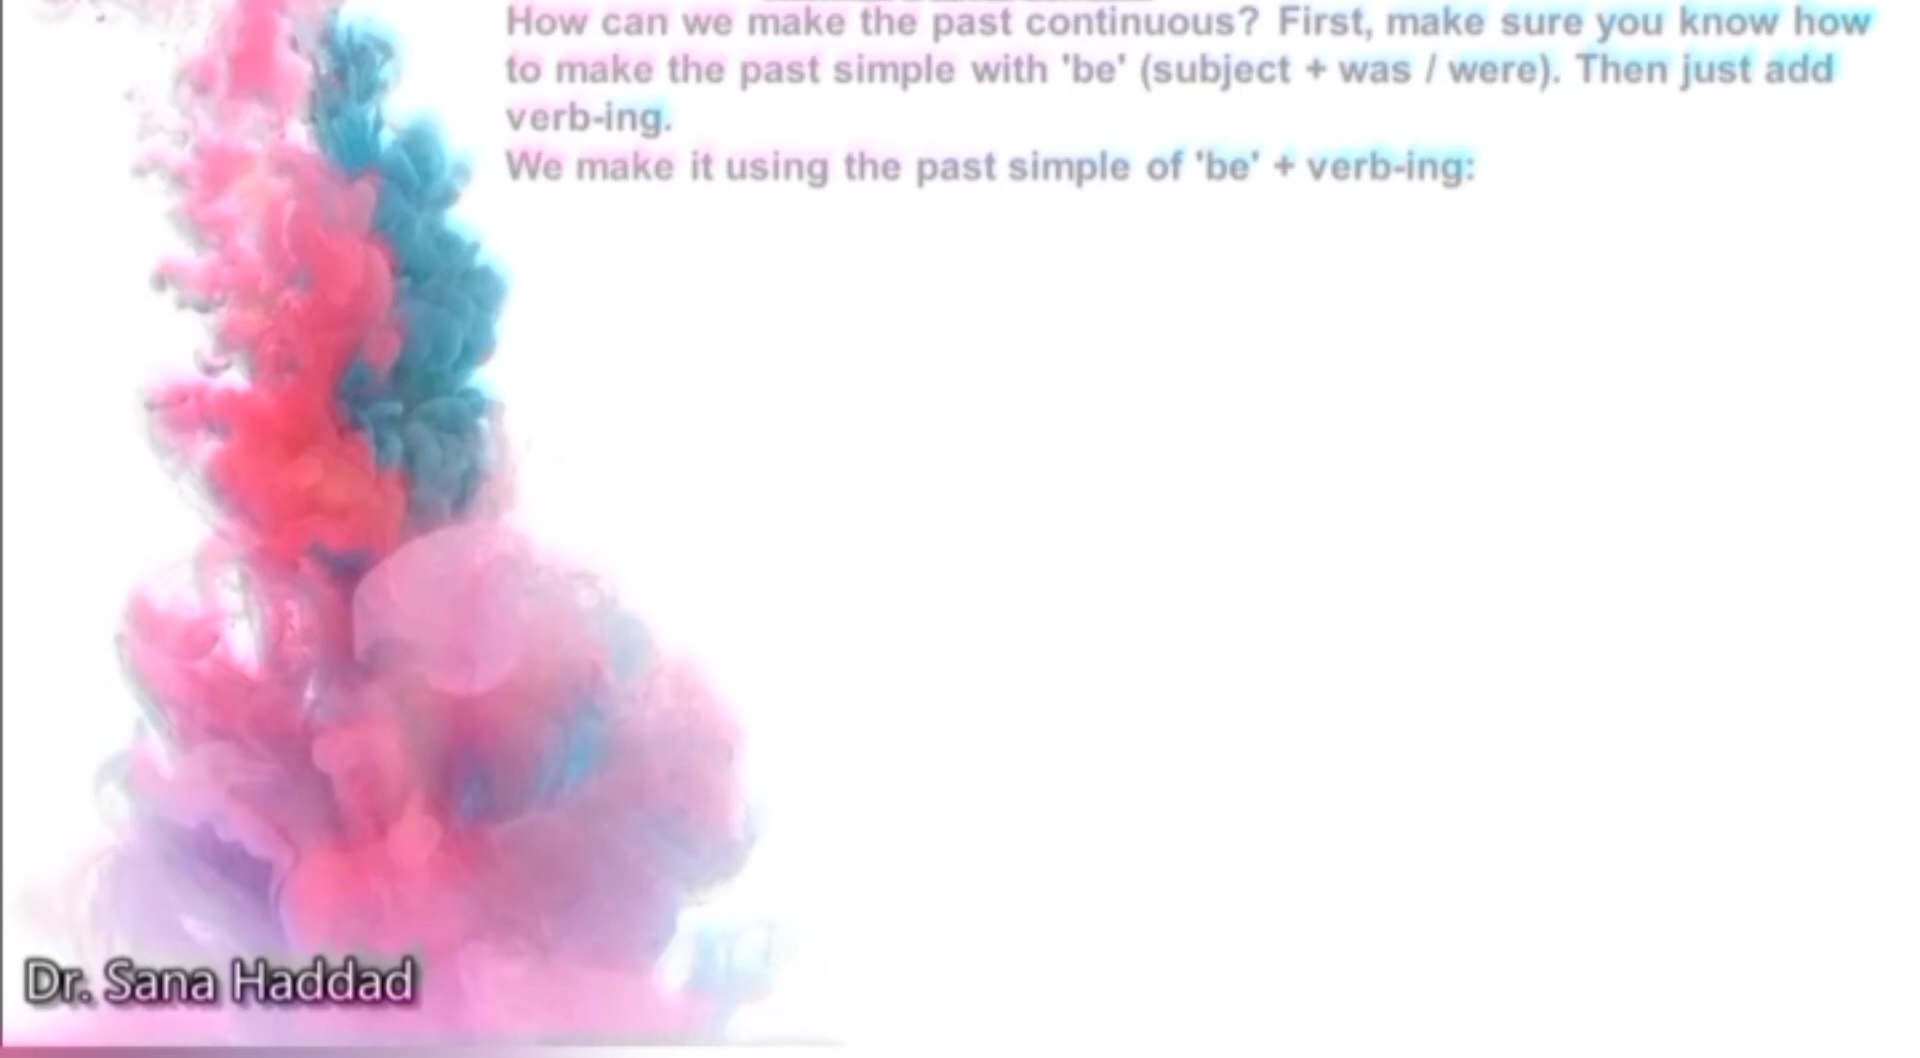 How can we make the past continuous? First, make sure you know how
to make the past simple with 'be' (subject + was / were). Then just add
verb-ing.
We make it using the past simple of 'be' + verb-ing:
Dr. Sana Haddad